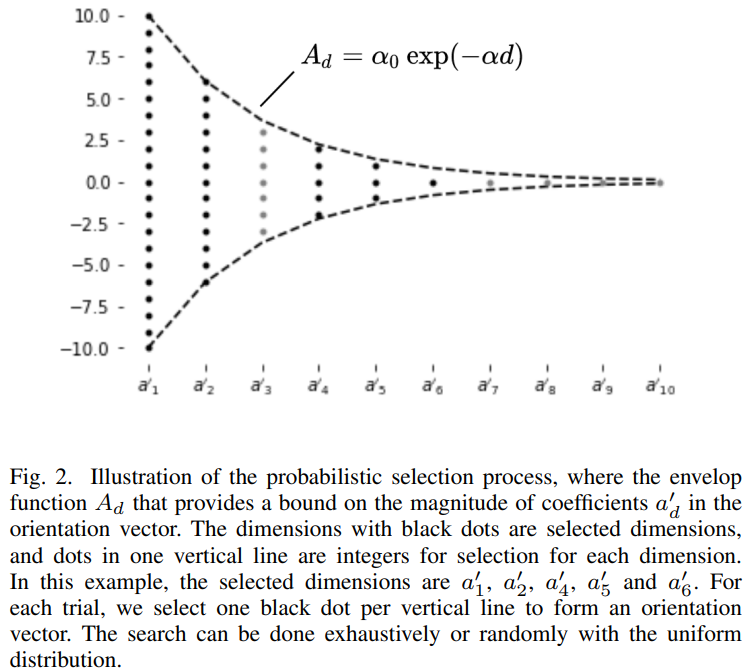 10.0
7.5
5.0
2.5
0.0
−2.5
−5.0
−7.5
−10.0
A_d = α_0 exp(−αd)
a'_1 a'_2 a'_3 a'_4 a'_5 a'_6 a'_7 a'_8 a'_9 a'_10
Fig. 2. Illustration of the probabilistic selection process, where the envelop
function A_d that provides a bound on the magnitude of coefficients a'_d in the
orientation vector. The dimensions with black dots are selected dimensions,
and dots in one vertical line are integers for selection for each dimension.
In this example, the selected dimensions are a'_1, a'_2, a'_4, a'_5 and a'_6. For
each trial, we select one black dot per vertical line to form an orientation
vector. The search can be done exhaustively or randomly with the uniform
distribution.